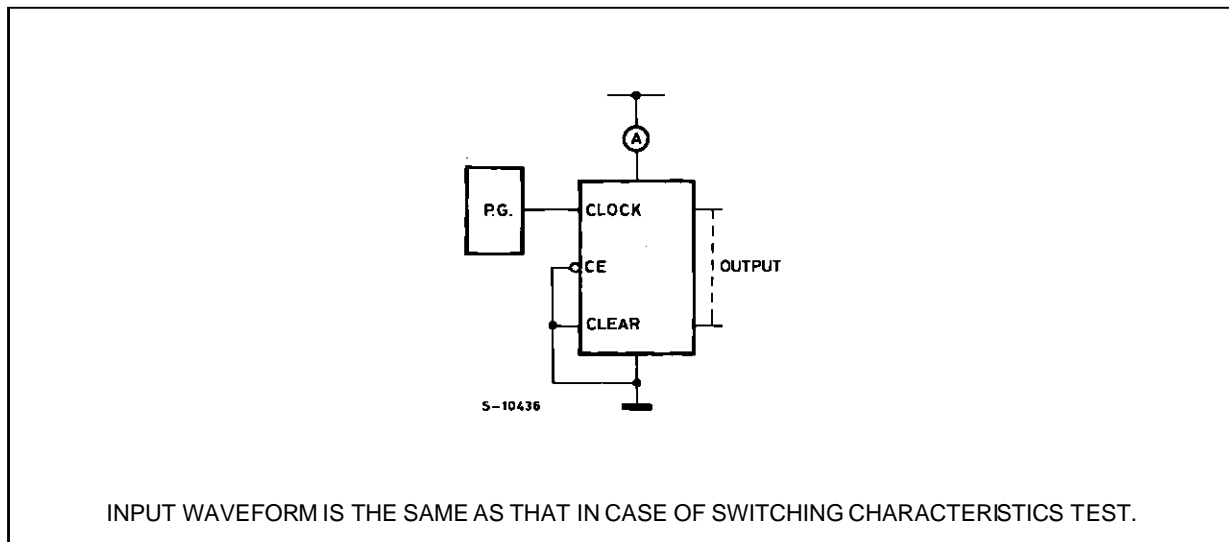 A
P.G.
CLOCK
CE
OUTPUT
CLEAR
S-10436
INPUT WAVEFORM IS THE SAME AS THAT IN CASE OF SWITCHING CHARACTERISTICS TEST.